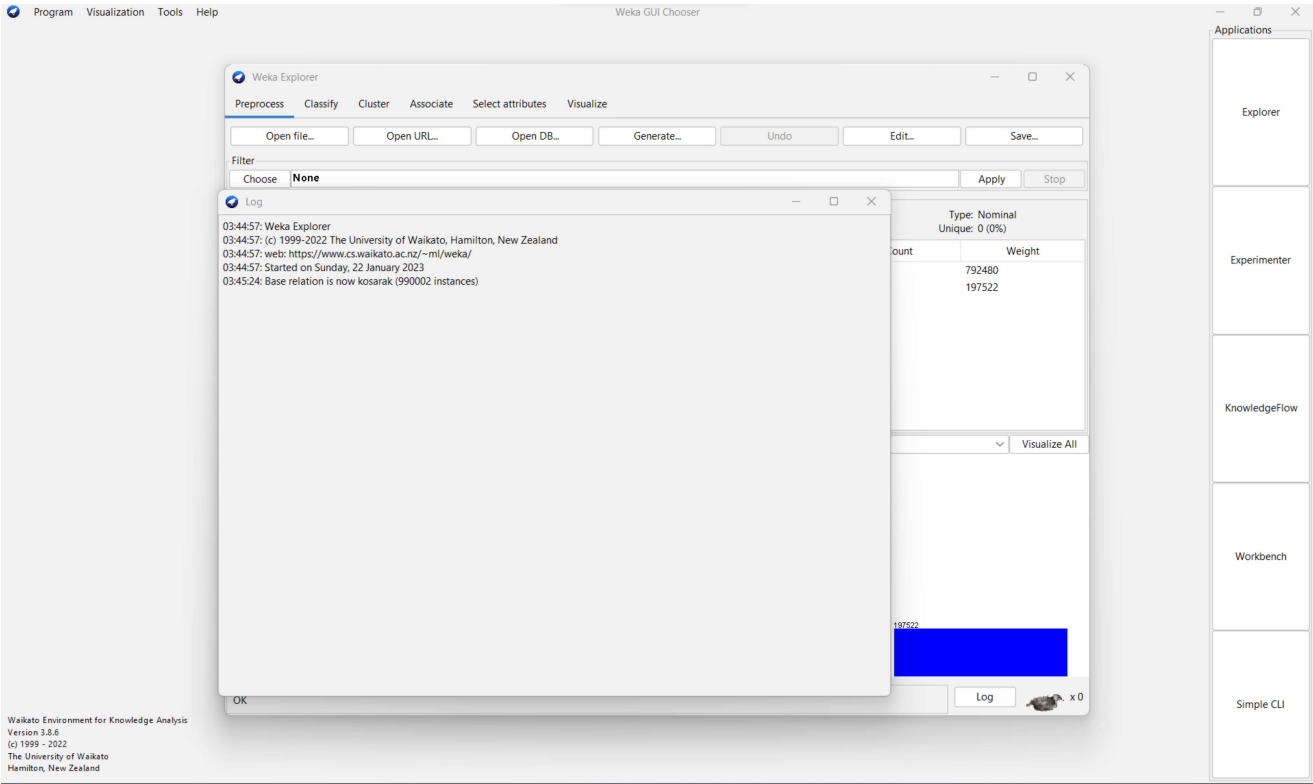 Program Visualization Tools Help
Weka GUI Chooser
Applications
Explorer
Experimenter
KnowledgeFlow
Workbench
Simple CLI
Weka Explorer
Preprocess Classify Cluster Associate Select attributes Visualize
Open file... Open URL... Open DB... Generate... Undo Edit... Save...
Filter
Choose None Apply Stop
Log
03:44:57: Weka Explorer
03:44:57: (c) 1999-2022 The University of Waikato, Hamilton, New Zealand
03:44:57: web: https://www.cs.waikato.ac.nz/~ml/weka/
03:44:57: Started on Sunday, 22 January 2023
03:45:24: Base relation is now kosarak (990002 instances)
Type: Nominal
Unique: 0 (0%)
Weight
792480
197522
Visualize All
197522
OK
Log x 0
Waikato Environment for Knowledge Analysis
Version 3.8.6
(c) 1999 - 2022
The University of Waikato
Hamilton, New Zealand